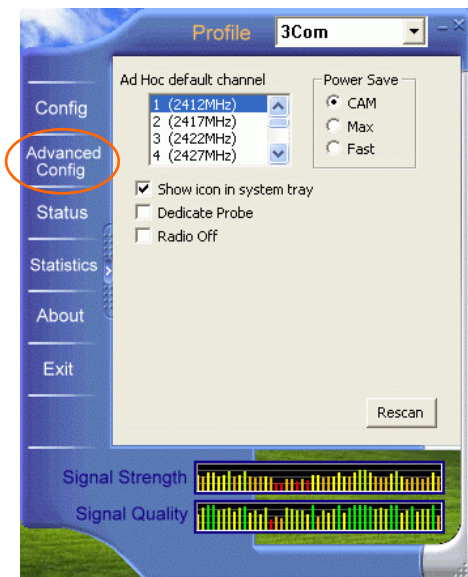 Profile 3Com
Ad Hoc default channel
1 (2412MHz)
2 (2417MHz)
3 (2422MHz)
4 (2427MHz)
Power Save
CAM
Max
Fast
Show icon in system tray
Dedicate Probe
Radio Off
Rescan
Config
Advanced
Config
Status
Statistics
About
Exit
Signal Strength
Signal Quality